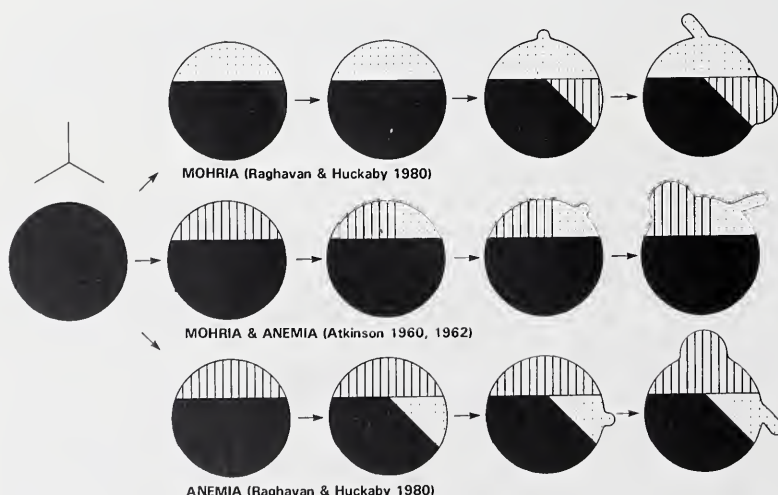 MOHRIA (Raghavan & Huckaby 1980)
MOHRIA & ANEMIA (Atkinson 1960, 1962)
ANEMIA (Raghavan & Huckaby 1980)